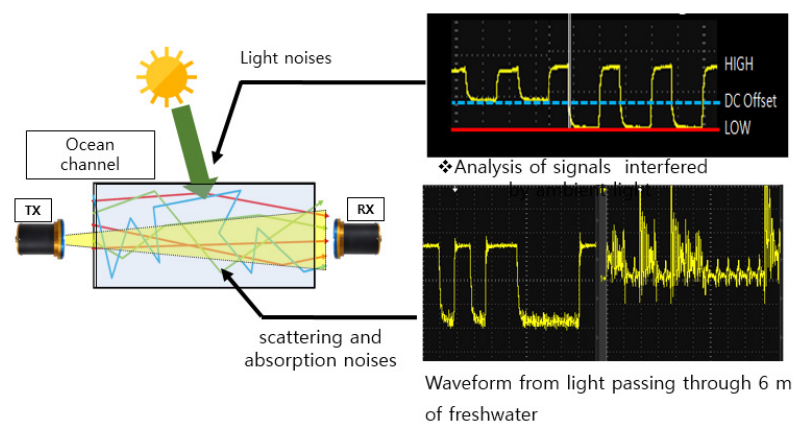 Light noises
Ocean
channel
TX
RX
scattering and
absorption noises
HIGH
DC Offset
LOW
❖Analysis of signals interfered
Waveform from light passing through 6 m
of freshwater